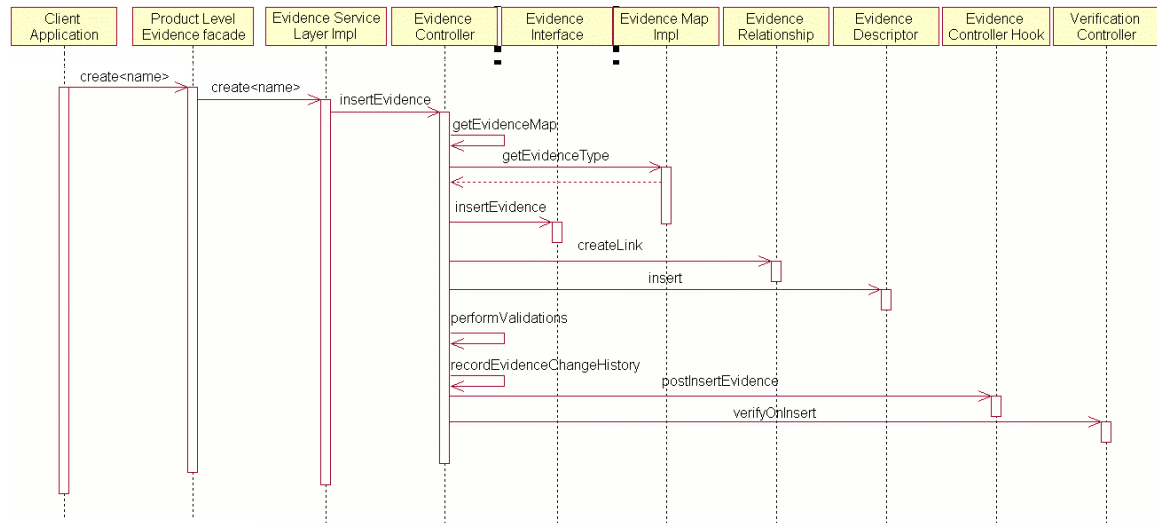 Client
Application
Product Level
Evidence facade
Evidence Service
Layer Impl
Evidence
Controller
Evidence
Interface
Evidence Map
Impl
Evidence
Relationship
Evidence
Descriptor
Evidence
Controller Hook
Verification
Controller
create<name>
create<name>
insertEvidence
getEvidenceMap
getEvidenceType
insertEvidence
createLink
insert
performValidations
recordEvidenceChangeHistory
postInsertEvidence
verifyOnInsert